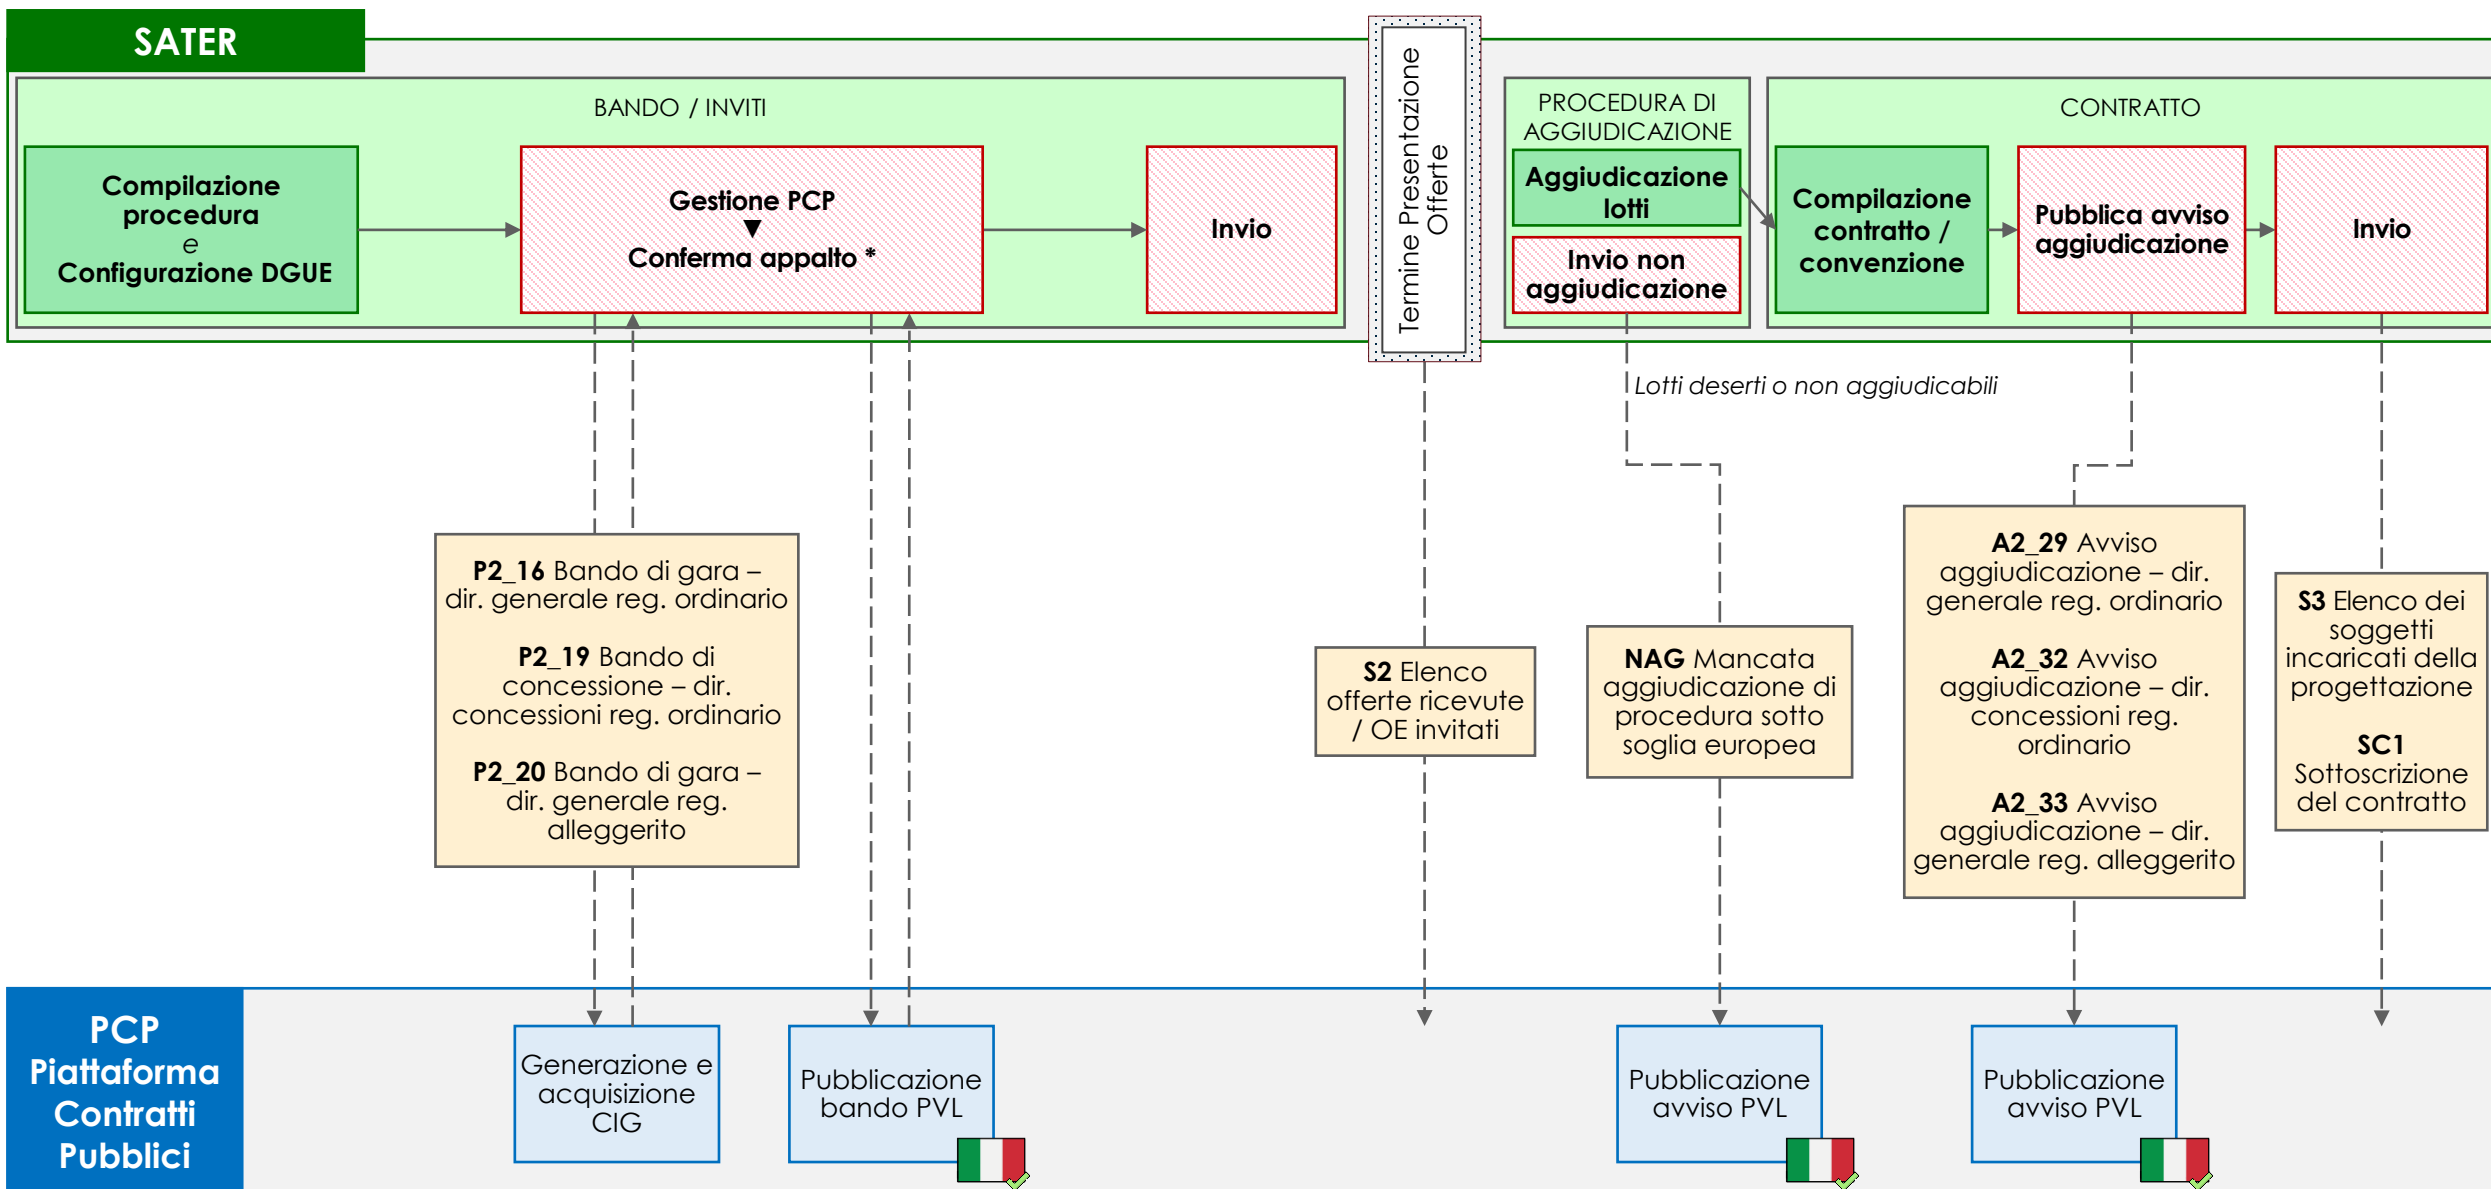 SATER
BANDO / INVITI
Compilazione
procedura
e
Configurazione DGUE
Gestione PCP
▼
Conferma appalto *
Invio
Termine Presentazione
Offerte
PROCEDURA DI
AGGIUDICAZIONE
Aggiudicazione
lotti
Invio non
aggiudicazione
CONTRATTO
Compilazione
contratto /
convenzione
Pubblica avviso
aggiudicazione
Invio
Lotti deserti o non aggiudicabili
P2_16 Bando di gara –
dir. generale reg. ordinario
P2_19 Bando di
concessione – dir.
concessioni reg. ordinario
P2_20 Bando di gara –
dir. generale reg.
alleggerito
S2 Elenco
offerte ricevute
/ OE invitati
NAG Mancata
aggiudicazione di
procedura sotto
soglia europea
A2_29 Avviso
aggiudicazione – dir.
generale reg. ordinario
A2_32 Avviso
aggiudicazione – dir.
concessioni reg.
ordinario
A2_33 Avviso
aggiudicazione – dir.
generale reg. alleggerito
S3 Elenco dei
soggetti
incaricati della
progettazione
SC1
Sottoscrizione
del contratto
PCP
Piattaforma
Contratti
Pubblici
Generazione e
acquisizione
CIG
Pubblicazione
bando PVL
Pubblicazione
avviso PVL
Pubblicazione
avviso PVL